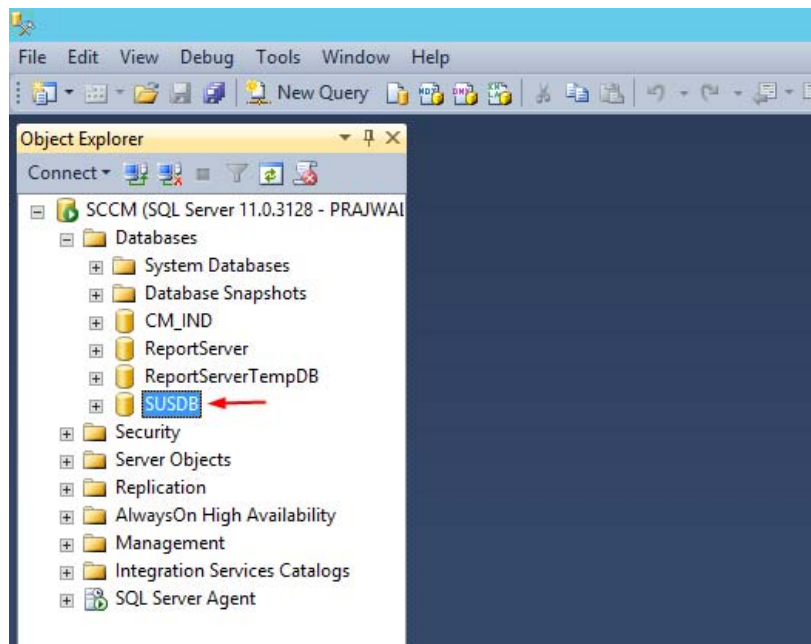 File Edit View Debug Tools Window Help
New Query
Object Explorer
Connect
SCCM (SQL Server 11.0.3128 - PRAJWAL
Databases
System Databases
Database Snapshots
CM_IND
ReportServer
ReportServerTempDB
SUSDB
Security
Server Objects
Replication
AlwaysOn High Availability
Management
Integration Services Catalogs
SQL Server Agent